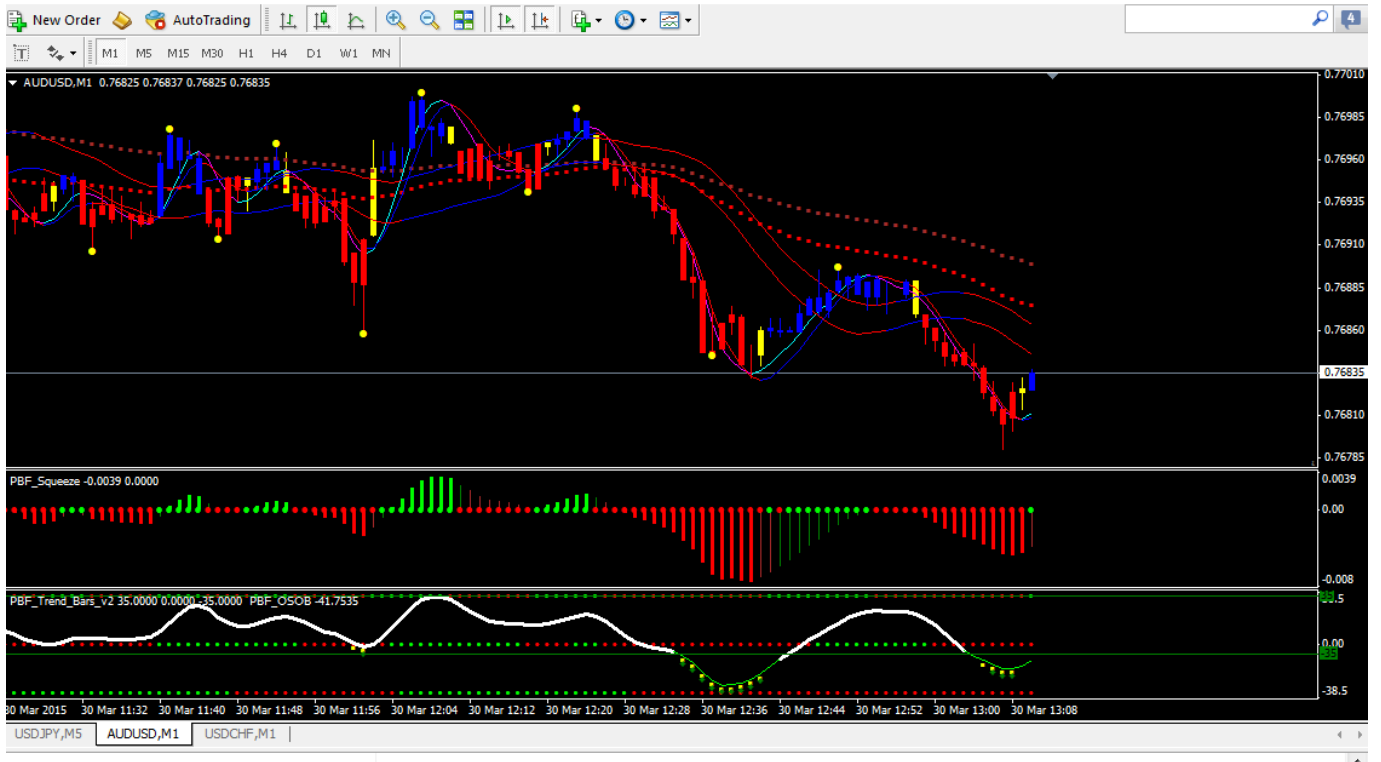 New Order AutoTrading 4
T M1 M5 M15 M30 H1 H4 D1 W1 MN
AUDUSD,M1 0.76825 0.76837 0.76825 0.76835
0.77010
0.76985
0.76960
0.76935
0.76910
0.76885
0.76860
0.76835
0.76810
0.76785
PBF_Squeeze -0.0039 0.0000
0.0039
0.00
-0.008
PBF_Trend_Bars_v2 35.0000 0.0000 -35.0000 PBF_OSOB -41.7535
0.00
-35
-38.5
30 Mar 2015 30 Mar 11:32 30 Mar 11:40 30 Mar 11:48 30 Mar 11:56 30 Mar 12:04 30 Mar 12:12 30 Mar 12:20 30 Mar 12:28 30 Mar 12:36 30 Mar 12:44 30 Mar 12:52 30 Mar 13:00 30 Mar 13:08
USDJPY,M5 AUDUSD,M1 USDCHF,M1